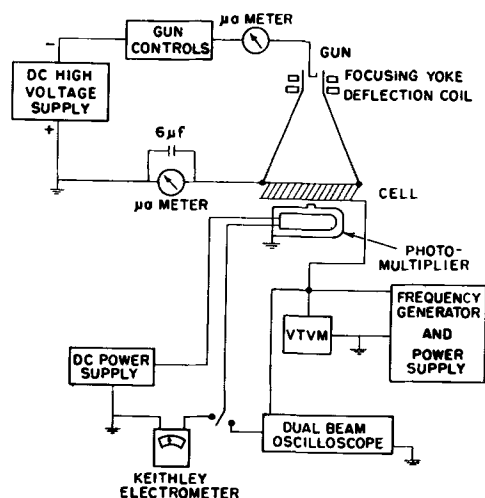 μa METER
GUN
CONTROLS
GUN
DC HIGH
VOLTAGE
SUPPLY
−
+
FOCUSING YOKE
DEFLECTION COIL
6μf
μa METER
CELL
PHOTO-
MULTIPLIER
FREQUENCY
GENERATOR
AND
POWER
SUPPLY
VTVM
DC POWER
SUPPLY
DUAL BEAM
OSCILLOSCOPE
KEITHLEY
ELECTROMETER